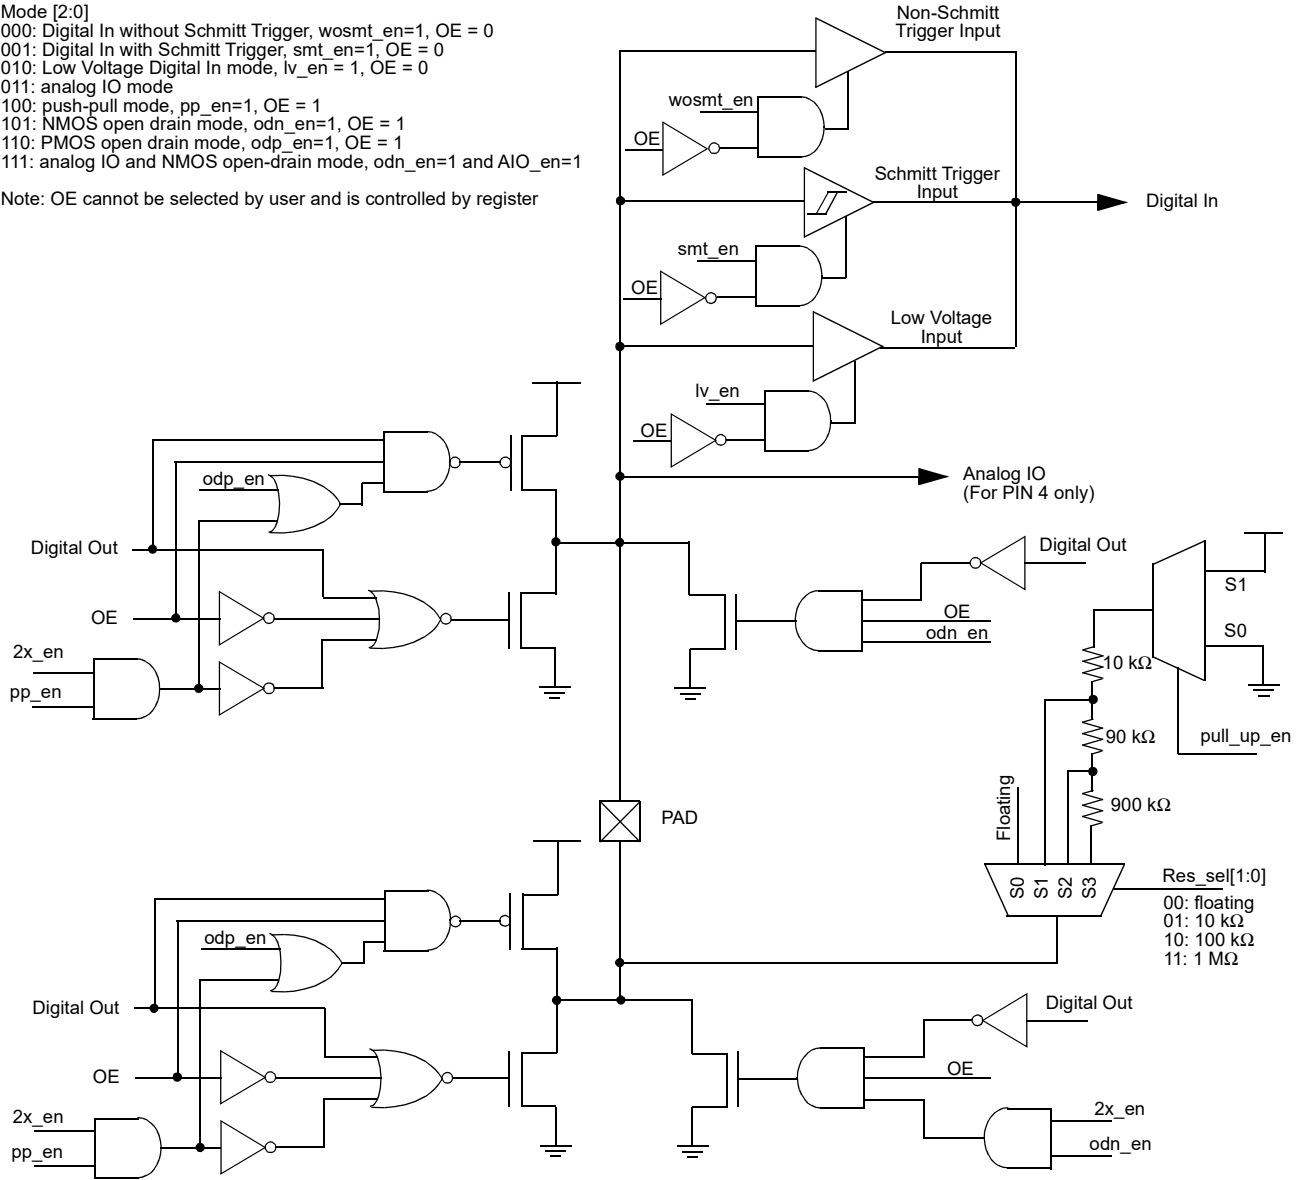 Mode [2:0]
000: Digital In without Schmitt Trigger, wosmt_en=1, OE = 0
001: Digital In with Schmitt Trigger, smt_en=1, OE = 0
010: Low Voltage Digital In mode, lv_en = 1, OE = 0
011: analog IO mode
100: push-pull mode, pp_en=1, OE = 1
101: NMOS open drain mode, odn_en=1, OE = 1
110: PMOS open drain mode, odp_en=1, OE = 1
111: analog IO and NMOS open-drain mode, odn_en=1 and AIO_en=1
Note: OE cannot be selected by user and is controlled by register
Non-Schmitt
Trigger Input
wosmt_en
OE
Schmitt Trigger
Input
Digital In
smt_en
OE
Low Voltage
Input
lv_en
OE
Analog IO
(For PIN 4 only)
odp_en
Digital Out
OE
2x_en
pp_en
Digital Out
OE
odn_en
S1
S0
10 kΩ
90 kΩ
900 kΩ
pull_up_en
Floating
S0
S1
S2
S3
Res_sel[1:0]
00: floating
01: 10 kΩ
10: 100 kΩ
11: 1 MΩ
PAD
odp_en
Digital Out
OE
2x_en
pp_en
Digital Out
OE
2x_en
odn_en